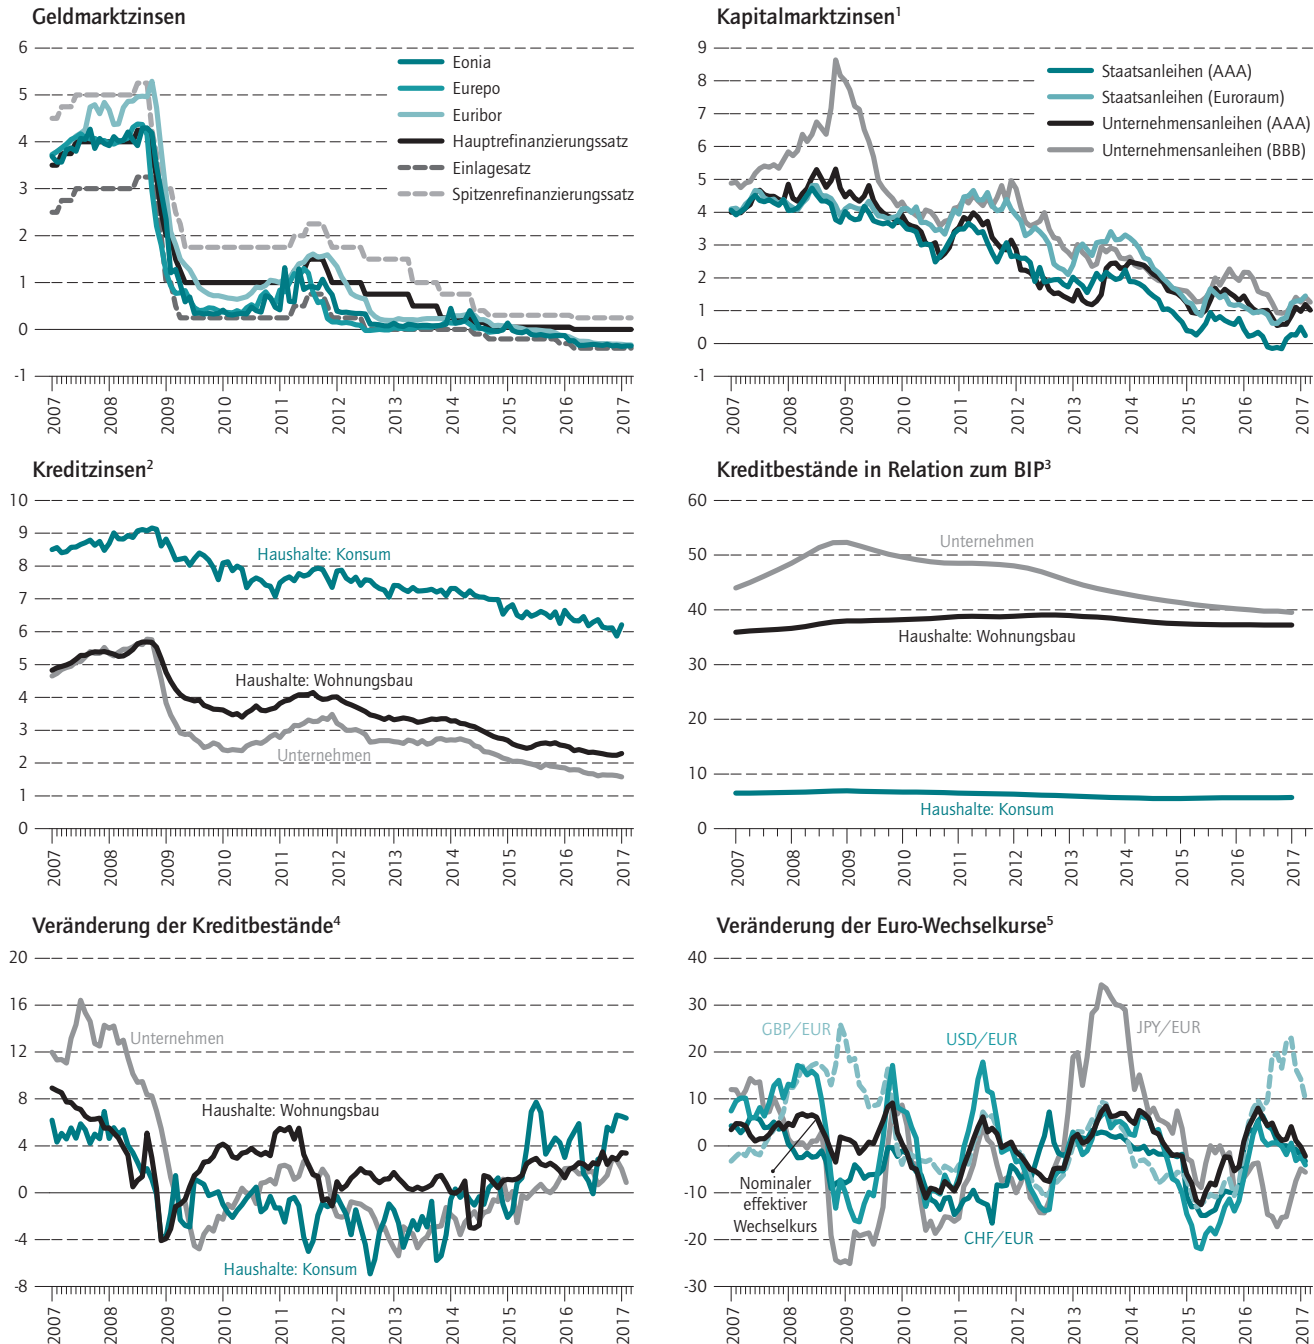 Geldmarktzinsen
6
5
4
3
2
1
0
-1
Eonia
Eurepo
Euribor
Hauptrefinanzierungssatz
Einlagesatz
Spitzenrefinanzierungssatz
2007 2008 2009 2010 2011 2012 2013 2014 2015 2016 2017
Kapitalmarktzinsen¹
9
8
7
6
5
4
3
2
1
0
-1
Staatsanleihen (AAA)
Staatsanleihen (Euroraum)
Unternehmensanleihen (AAA)
Unternehmensanleihen (BBB)
2007 2008 2009 2010 2011 2012 2013 2014 2015 2016 2017
Kreditzinsen²
10
9
8
7
6
5
4
3
2
1
0
Haushalte: Konsum
Haushalte: Wohnungsbau
Unternehmen
2007 2008 2009 2010 2011 2012 2013 2014 2015 2016 2017
Kreditbestände in Relation zum BIP³
60
50
40
30
20
10
0
Unternehmen
Haushalte: Wohnungsbau
Haushalte: Konsum
2007 2008 2009 2010 2011 2012 2013 2014 2015 2016 2017
Veränderung der Kreditbestände⁴
20
16
12
8
4
0
-4
-8
Unternehmen
Haushalte: Wohnungsbau
Haushalte: Konsum
2007 2008 2009 2010 2011 2012 2013 2014 2015 2016 2017
Veränderung der Euro-Wechselkurse⁵
40
30
20
10
0
-10
-20
-30
GBP/EUR
USD/EUR
JPY/EUR
Nominaler
effektiver
Wechselkurs
CHF/EUR
2007 2008 2009 2010 2011 2012 2013 2014 2015 2016 2017